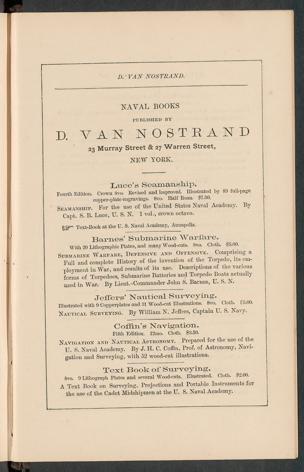 D. VAN NOSTRAND.
NAVAL BOOKS
PUBLISHED BY
D. VAN NOSTRAND
23 Murray Street & 27 Warren Street,
NEW YORK.
Luce's Seamanship.
Fourth Edition. Crown 8vo. Revised and Improved. Illustrated by 89 full-page
copper-plate engravings. 8vo. Half Roan. $7.50.
SEAMANSHIP. For the use of the United States Naval Academy. By
Capt. S. B. LUCE, U. S. N. 1 vol., crown octavo.
Text-Book at the U. S. Naval Academy, Annapolis.
Barnes' Submarine Warfare.
With 20 Lithographic Plates, and many Wood-cuts. 8vo. Cloth. $5.00.
SUBMARINE WARFARE, DEFENSIVE AND OFFENSIVE. Comprising a
Full and complete History of the invention of the Torpedo, its em-
ployment in War, and results of its use. Descriptions of the various
forms of Torpedoes, Submarine Batteries and Torpedo Boats actually
used in War. By Lieut.-Commander JOHN S. BARNES, U. S. N.
Jeffers' Nautical Surveying.
Illustrated with 9 Copperplates and 31 Wood-cut Illustrations. 8vo. Cloth. $5.00.
NAUTICAL SURVEYING. By William N. Jeffers, Captain U. S. Navy.
Coffin's Navigation.
Fifth Edition. 12mo. Cloth. $3.50.
NAVIGATION AND NAUTICAL ASTRONOMY. Prepared for the use of the
U. S. Naval Academy. By J. H. C. Coffin, Prof. of Astronomy, Navi-
gation and Surveying, with 52 wood-cut illustrations.
Text Book of Surveying.
8vo. 9 Lithograph Plates and several Wood-cuts. Illustrated. Cloth. $2.00.
A Text Book on Surveying, Projections and Portable Instruments for
the use of the Cadet Midshipmen at the U. S. Naval Academy.